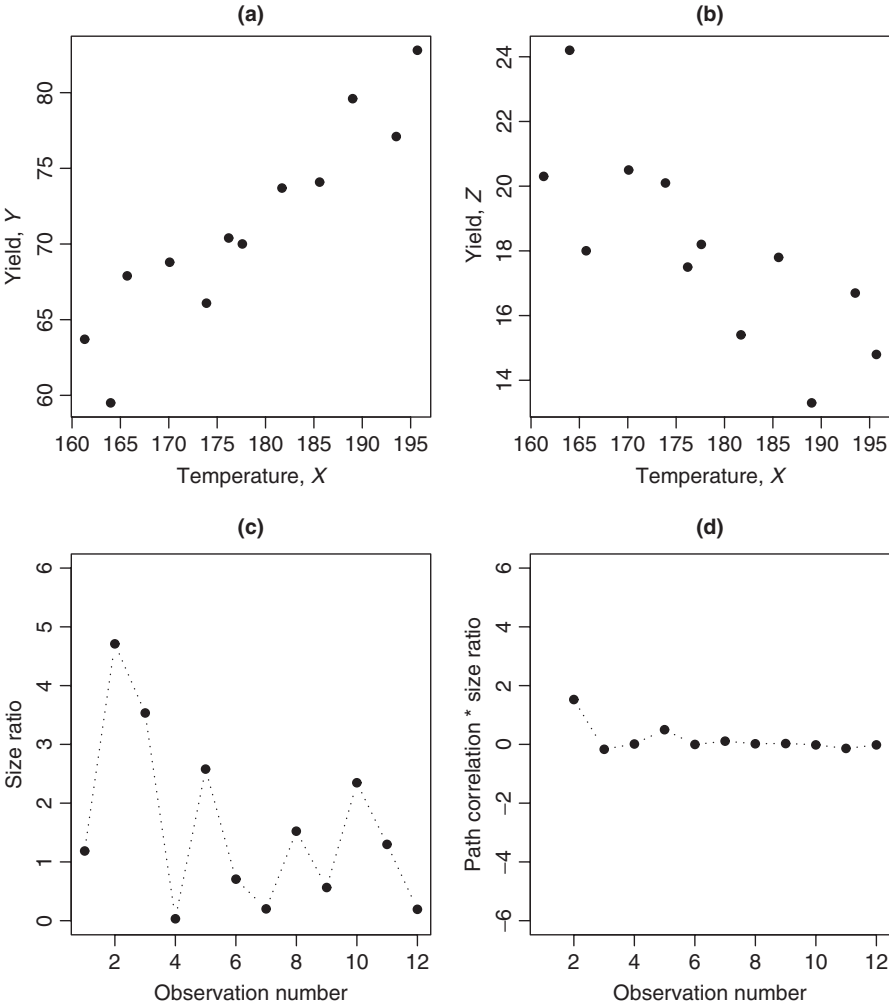 (a)
Yield, Y
60 65 70 75 80
160 165 170 175 180 185 190 195
Temperature, X
(b)
Yield, Z
14 16 18 20 22 24
160 165 170 175 180 185 190 195
Temperature, X
(c)
Size ratio
0 1 2 3 4 5 6
2 4 6 8 10 12
Observation number
(d)
Path correlation * size ratio
−6 −4 −2 0 2 4 6
2 4 6 8 10 12
Observation number